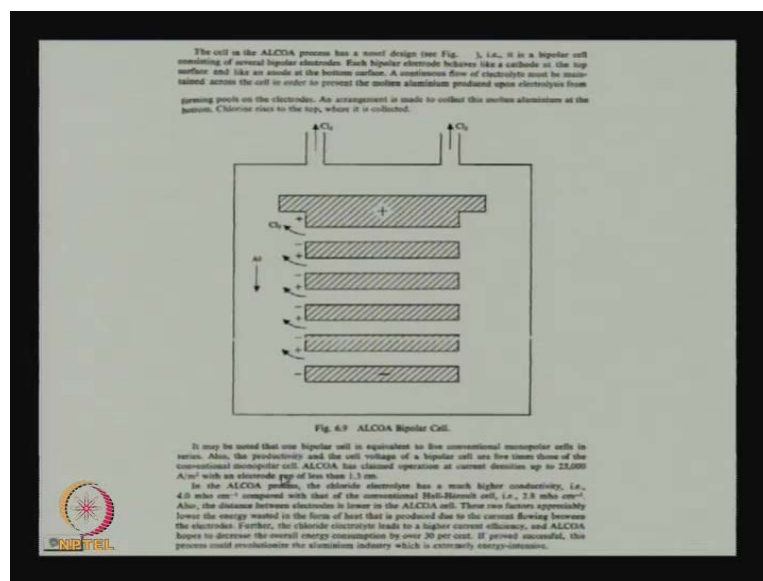 The cell in the ALCOA process has a novel design (see Fig. ), i.e., it is a bipolar cell
consisting of several bipolar electrodes. Each bipolar electrode behaves like a cathode at the top
surface and like an anode at the bottom surface. A continuous flow of electrolyte must be main-
tained across the cell in order to prevent the molten aluminium produced upon electrolysis from
forming pools on the electrodes. An arrangement is made to collect this molten aluminium at the
bottom. Chlorine rises to the top, where it is collected.
Cl₂ Cl₂
+
+
Cl₂
−
+
Al
−
+
−
+
−
+
− −
Fig. 6.9 ALCOA Bipolar Cell.
It may be noted that one bipolar cell is equivalent to five conventional monopolar cells in
series. Also, the productivity and the cell voltage of a bipolar cell are five times those of the
conventional monopolar cell. ALCOA has claimed operation at current densities up to 23,000
A/m² with an electrode gap of less than 1.5 cm.
In the ALCOA process, the chloride electrolyte has a much higher conductivity, i.e.,
4.0 mho cm⁻¹ compared with that of the conventional Hall-Héroult cell, i.e., 2.8 mho cm⁻¹.
Also, the distance between electrodes is lower in the ALCOA cell. These two factors appreciably
lower the energy wasted in the form of heat that is produced due to the current flowing between
the electrodes. Further, the chloride electrolyte leads to a higher current efficiency, and ALCOA
hopes to decrease the overall energy consumption by over 30 per cent. If proved successful, this
process could revolutionize the aluminium industry which is extremely energy-intensive.
NPTEL